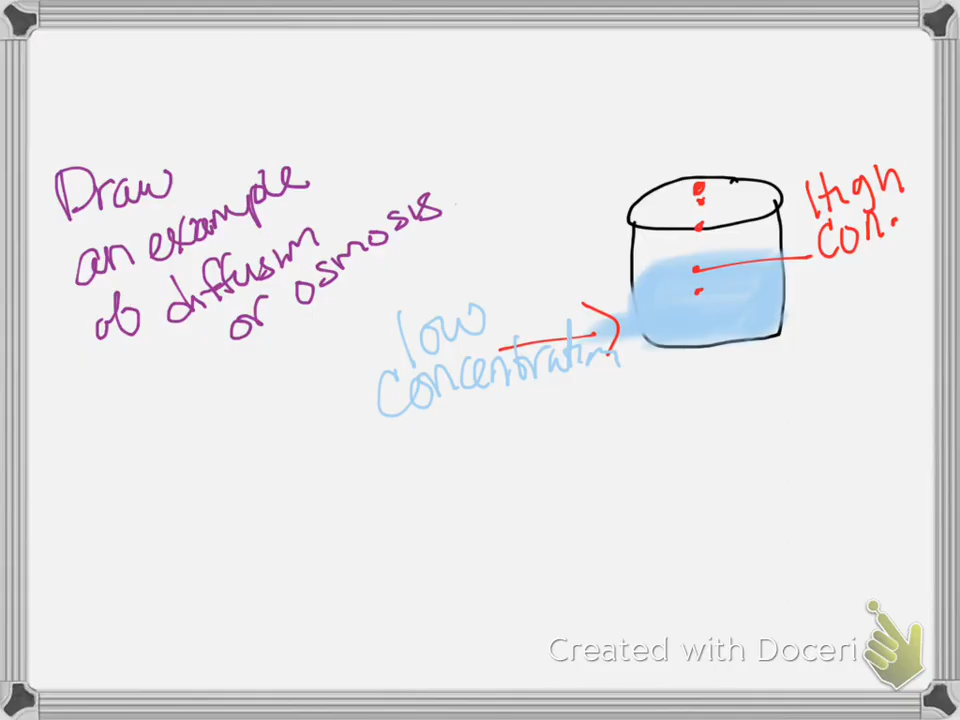 Draw
an example
of diffusion
or osmosis
High
Con.
low
Concentration
Created with Doceri